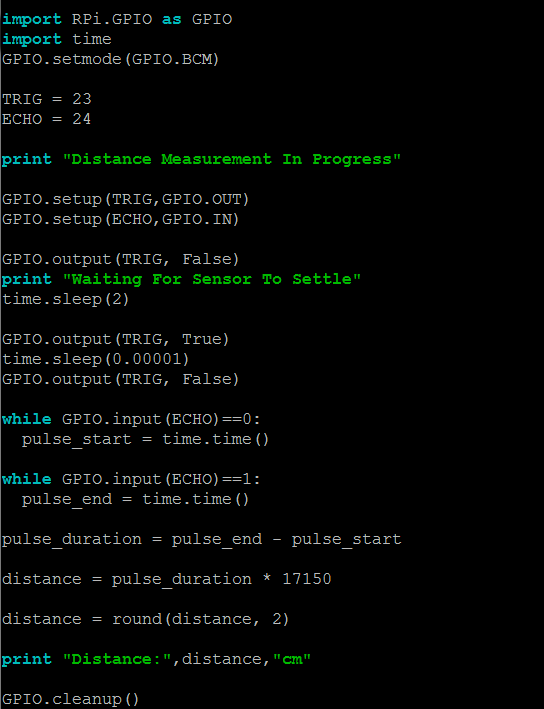 import RPi.GPIO as GPIO
import time
GPIO.setmode(GPIO.BCM)

TRIG = 23
ECHO = 24

print "Distance Measurement In Progress"

GPIO.setup(TRIG,GPIO.OUT)
GPIO.setup(ECHO,GPIO.IN)

GPIO.output(TRIG, False)
print "Waiting For Sensor To Settle"
time.sleep(2)

GPIO.output(TRIG, True)
time.sleep(0.00001)
GPIO.output(TRIG, False)

while GPIO.input(ECHO)==0:
  pulse_start = time.time()

while GPIO.input(ECHO)==1:
  pulse_end = time.time()

pulse_duration = pulse_end - pulse_start

distance = pulse_duration * 17150

distance = round(distance, 2)

print "Distance:",distance,"cm"

GPIO.cleanup()